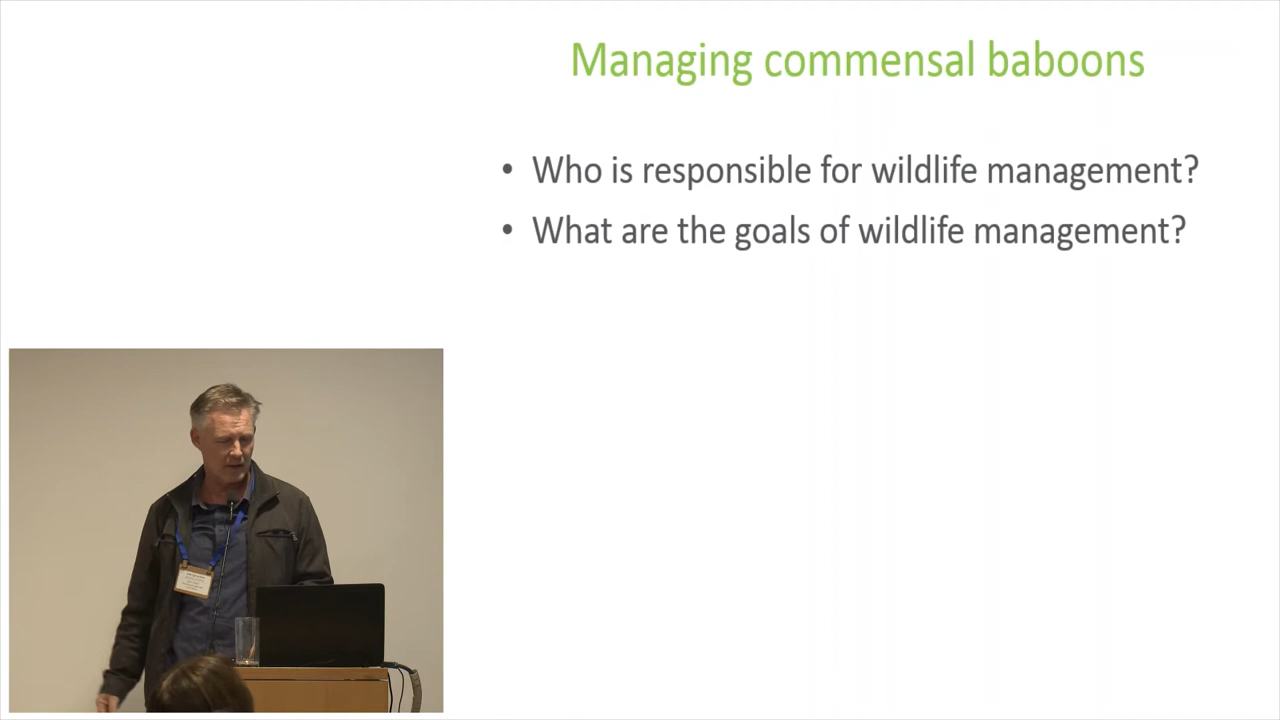 Managing commensal baboons
• Who is responsible for wildlife management?
• What are the goals of wildlife management?